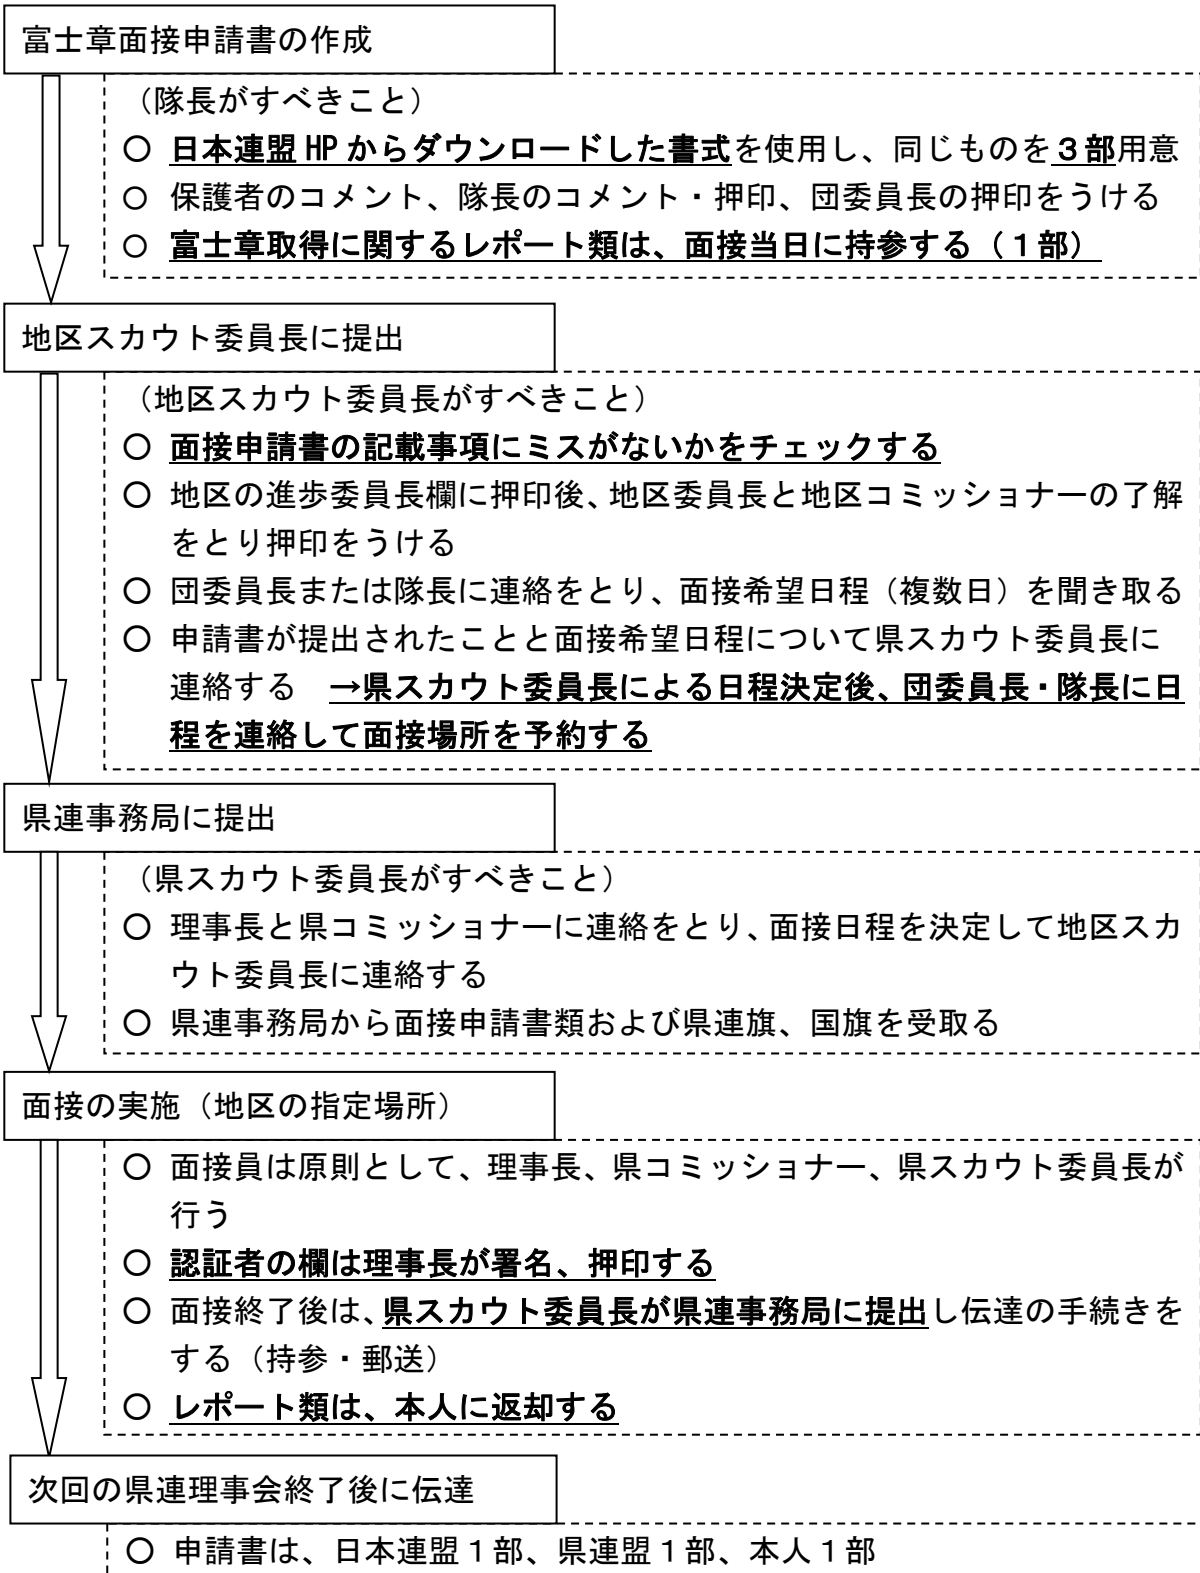 富士章面接申請書の作成
（隊長がすべきこと）
○ 日本連盟 HP からダウンロードした書式を使用し、同じものを３部用意
○ 保護者のコメント、隊長のコメント・押印、団委員長の押印をうける
○ 富士章取得に関するレポート類は、面接当日に持参する（１部）
地区スカウト委員長に提出
（地区スカウト委員長がすべきこと）
○ 面接申請書の記載事項にミスがないかをチェックする
○ 地区の進歩委員長欄に押印後、地区委員長と地区コミッショナーの了解
をとり押印をうける
○ 団委員長または隊長に連絡をとり、面接希望日程（複数日）を聞き取る
○ 申請書が提出されたことと面接希望日程について県スカウト委員長に
連絡する　→県スカウト委員長による日程決定後、団委員長・隊長に日
程を連絡して面接場所を予約する
県連事務局に提出
（県スカウト委員長がすべきこと）
○ 理事長と県コミッショナーに連絡をとり、面接日程を決定して地区スカ
ウト委員長に連絡する
○ 県連事務局から面接申請書類および県連旗、国旗を受取る
面接の実施（地区の指定場所）
○ 面接員は原則として、理事長、県コミッショナー、県スカウト委員長が
行う
○ 認証者の欄は理事長が署名、押印する
○ 面接終了後は、県スカウト委員長が県連事務局に提出し伝達の手続きを
する（持参・郵送）
○ レポート類は、本人に返却する
次回の県連理事会終了後に伝達
○ 申請書は、日本連盟１部、県連盟１部、本人１部